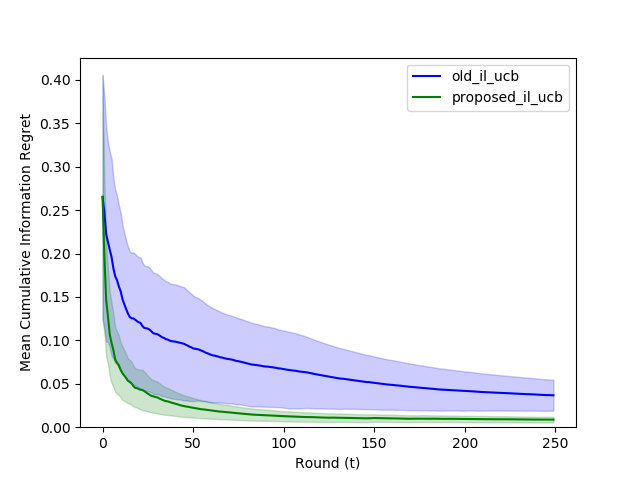 old_il_ucb
proposed_il_ucb
Mean Cumulative Information Regret
0.40
0.35
0.30
0.25
0.20
0.15
0.10
0.05
0.00
0 50 100 150 200 250
Round (t)